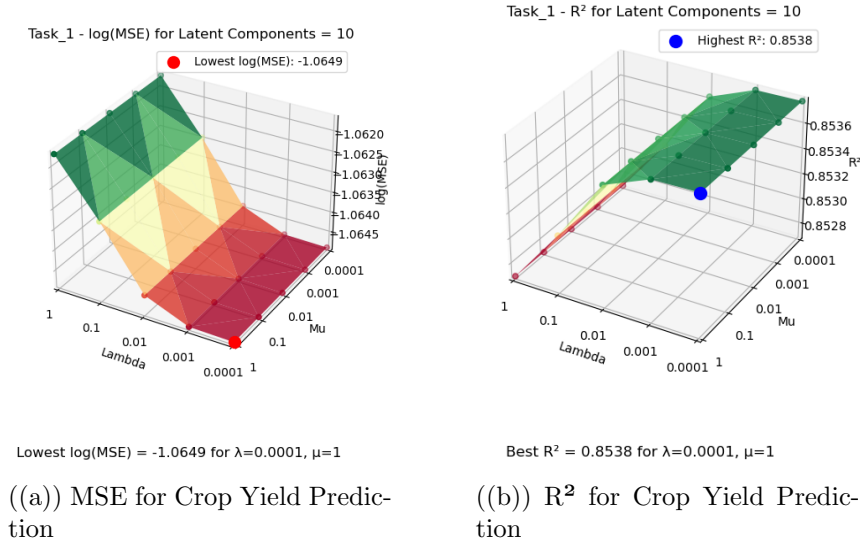 Task_1 - log(MSE) for Latent Components = 10
Lowest log(MSE): -1.0649
-1.0620
-1.0625
-1.0630
-1.0635
-1.0640
-1.0645
log(MSE)
1
0.1
0.01
0.001
0.0001
Lambda
1
0.1
0.01
0.001
0.0001
Mu
Lowest log(MSE) = -1.0649 for λ=0.0001, μ=1
((a)) MSE for Crop Yield Predic-
tion
Task_1 - R² for Latent Components = 10
Highest R²: 0.8538
0.8536
0.8534
0.8532
0.8530
0.8528
R²
1
0.1
0.01
0.001
0.0001
Lambda
1
0.1
0.01
0.001
0.0001
Mu
Best R² = 0.8538 for λ=0.0001, μ=1
((b)) R² for Crop Yield Predic-
tion